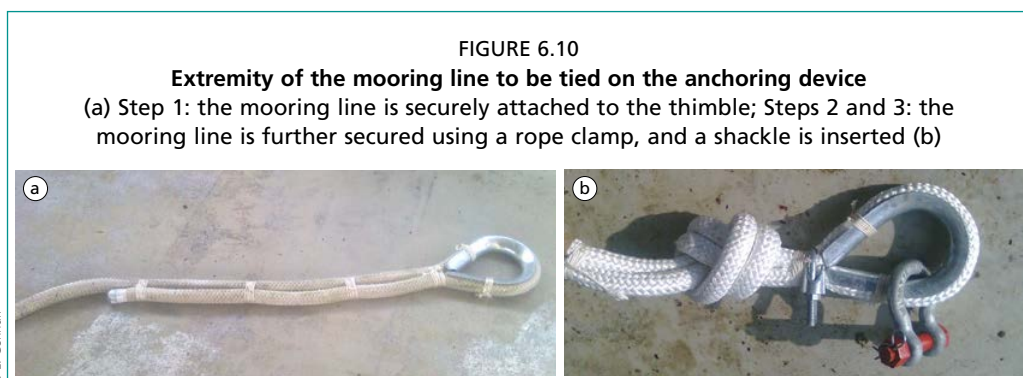 FIGURE 6.10
Extremity of the mooring line to be tied on the anchoring device
(a) Step 1: the mooring line is securely attached to the thimble; Steps 2 and 3: the
mooring line is further secured using a rope clamp, and a shackle is inserted (b)
a
b